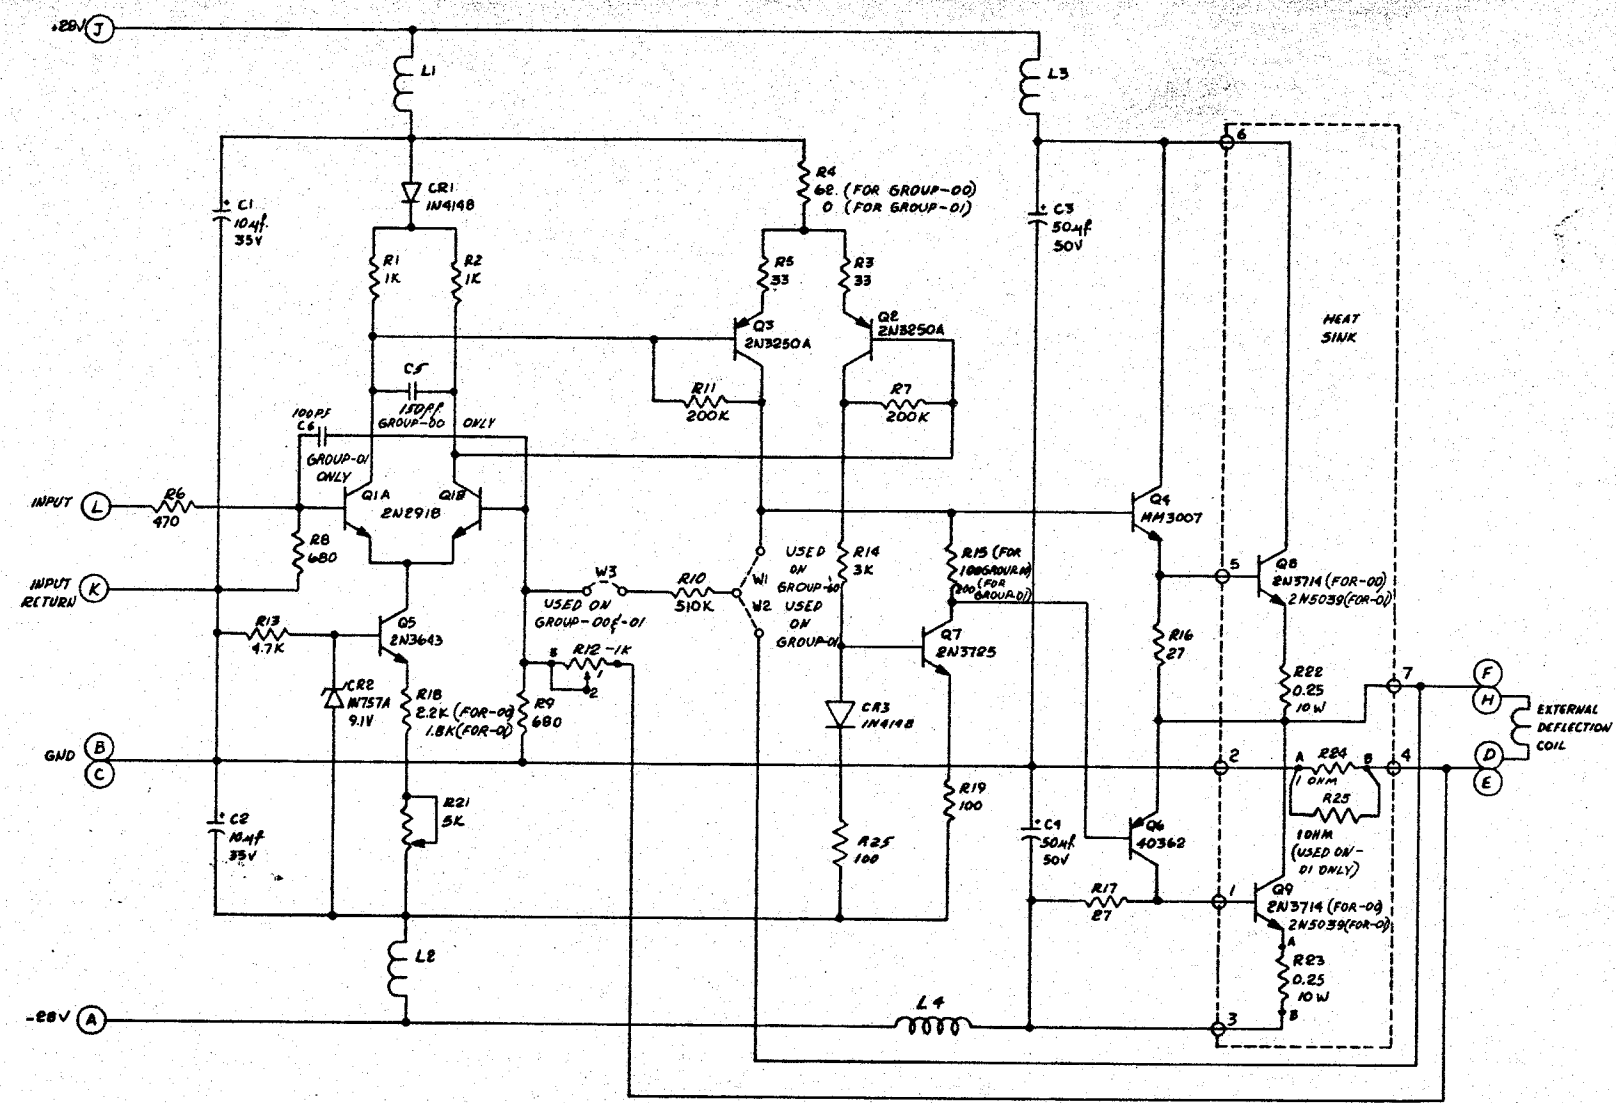 +28V J
L1
L3
6
CR1
1N4148
R4
62. (FOR GROUP-00)
0 (FOR GROUP-01)
C1
10µf.
35V
C3
50µf
50V
R1
1K
R2
1K
R5
33
R3
33
Q3
2N3250A
Q2
2N3250A
HEAT
SINK
C5
150Pf.
GROUP-00 ONLY
R11
200K
R7
200K
100PF
C6
GROUP-01
ONLY
INPUT L
R6
470
Q1A
Q1B
2N2918
Q4
MM3007
R8
680
INPUT
RETURN K
W3
USED ON
GROUP-00 & -01
R10
510K
W1
W2
USED
ON
GROUP-00
USED
ON
GROUP-01
R14
3K
R15 (FOR
GROUP-00)
200 (FOR
GROUP-01)
5
Q8
2N3714 (FOR-00)
2N5039(FOR-01)
R13
4.7K
Q5
2N3643
R12-1K
1
2
Q7
2N3725
R16
27
CR2
1N757A
9.1V
R18
2.2K (FOR-00)
1.8K(FOR-01)
R9
680
CR3
1N4148
R22
0.25
10W
7
F
H
EXTERNAL
DEFLECTION
COIL
GND B
C
2
A
R24
B
4
D
E
1 OHM
R25
1 OHM
(USED ON-
01 ONLY)
C2
10µf
35V
R21
5K
R19
100
C4
50µf.
50V
Q6
40362
R25
100
R17
27
1
Q9
2N3714 (FOR-00)
2N5039(FOR-01)
A
R23
0.25
10W
B
L2
-28V A
L4
3